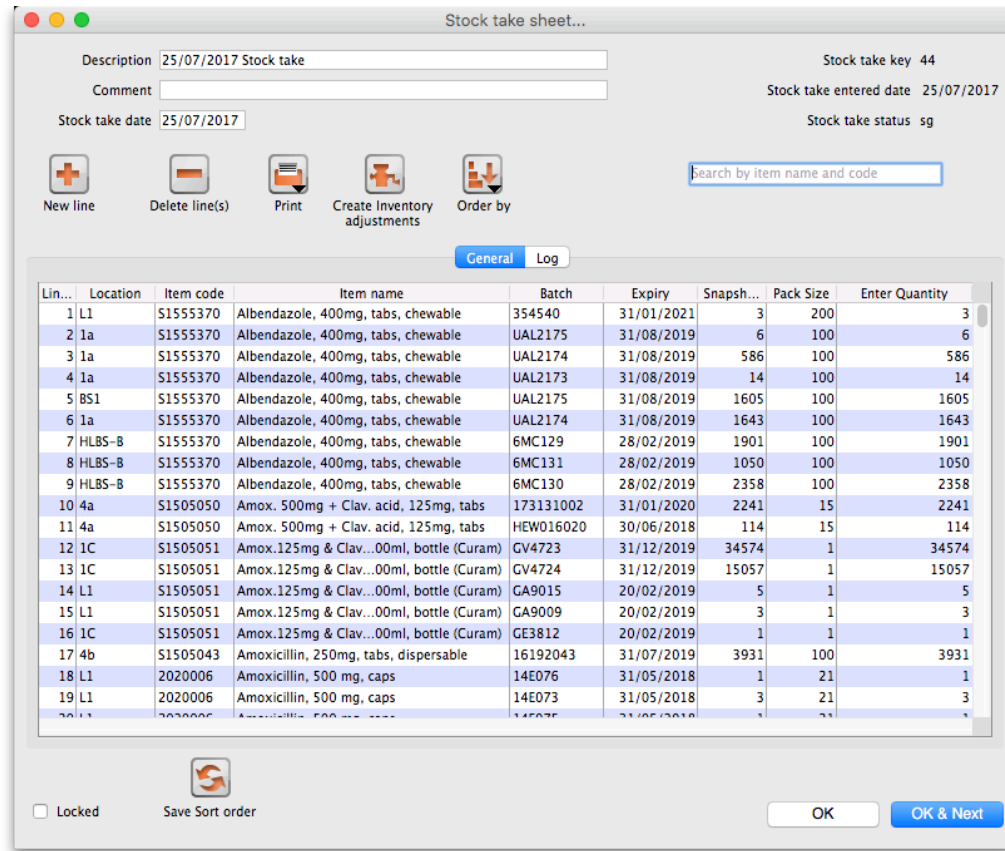 Stock take sheet...
Description 25/07/2017 Stock take
Stock take key 44
Comment
Stock take entered date 25/07/2017
Stock take date 25/07/2017
Stock take status sg
Search by item name and code
New line Delete line(s) Print Create Inventory adjustments Order by
General Log
Lin... Location Item code Item name Batch Expiry Snapsh... Pack Size Enter Quantity
1 L1 S1555370 Albendazole, 400mg, tabs, chewable 354540 31/01/2021 3 200 3
2 1a S1555370 Albendazole, 400mg, tabs, chewable UAL2175 31/08/2019 6 100 6
3 1a S1555370 Albendazole, 400mg, tabs, chewable UAL2174 31/08/2019 586 100 586
4 1a S1555370 Albendazole, 400mg, tabs, chewable UAL2173 31/08/2019 14 100 14
5 BS1 S1555370 Albendazole, 400mg, tabs, chewable UAL2175 31/08/2019 1605 100 1605
6 1a S1555370 Albendazole, 400mg, tabs, chewable UAL2174 31/08/2019 1643 100 1643
7 HLBS-B S1555370 Albendazole, 400mg, tabs, chewable 6MC129 28/02/2019 1901 100 1901
8 HLBS-B S1555370 Albendazole, 400mg, tabs, chewable 6MC131 28/02/2019 1050 100 1050
9 HLBS-B S1555370 Albendazole, 400mg, tabs, chewable 6MC130 28/02/2019 2358 100 2358
10 4a S1505050 Amox. 500mg + Clav. acid, 125mg, tabs 173131002 31/01/2020 2241 15 2241
11 4a S1505050 Amox. 500mg + Clav. acid, 125mg, tabs HEW016020 30/06/2018 114 15 114
12 1C S1505051 Amox.125mg & Clav...00ml, bottle (Curam) GV4723 31/12/2019 34574 1 34574
13 1C S1505051 Amox.125mg & Clav...00ml, bottle (Curam) GV4724 31/12/2019 15057 1 15057
14 L1 S1505051 Amox.125mg & Clav...00ml, bottle (Curam) GA9015 20/02/2019 5 1 5
15 L1 S1505051 Amox.125mg & Clav...00ml, bottle (Curam) GA9009 20/02/2019 3 1 3
16 1C S1505051 Amox.125mg & Clav...00ml, bottle (Curam) GE3812 20/02/2019 1 1 1
17 4b S1505043 Amoxicillin, 250mg, tabs, dispersable 16192043 31/07/2019 3931 100 3931
18 L1 2020006 Amoxicillin, 500 mg, caps 14E076 31/05/2018 1 21 1
19 L1 2020006 Amoxicillin, 500 mg, caps 14E073 31/05/2018 3 21 3
Locked Save Sort order OK OK & Next